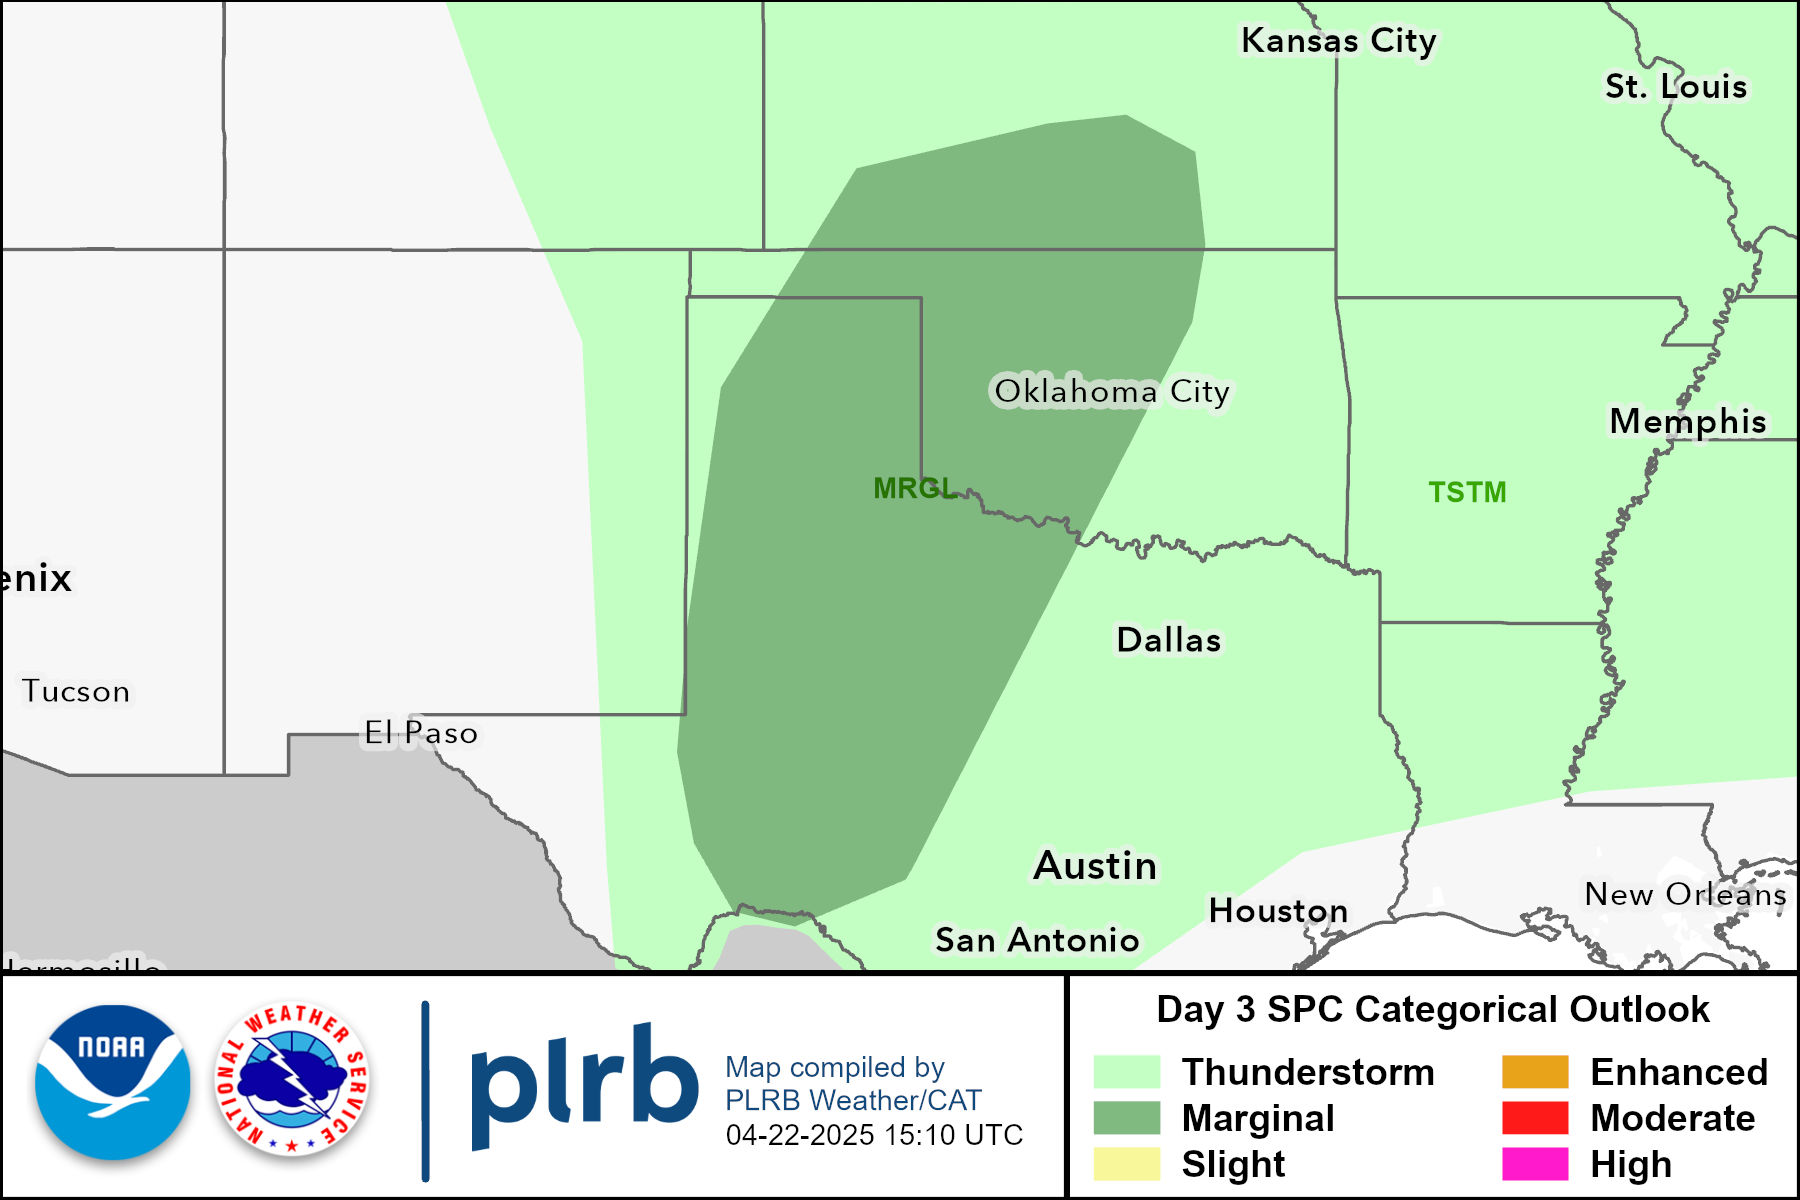 Kansas City
St. Louis
Oklahoma City
Memphis
MRGL
TSTM
enix
Dallas
Tucson
El Paso
Austin
New Orleans
Houston
San Antonio
Hermosillo
NOAA
NATIONAL WEATHER SERVICE
plrb
Map compiled by
PLRB Weather/CAT
04-22-2025 15:10 UTC
Day 3 SPC Categorical Outlook
Thunderstorm
Enhanced
Marginal
Moderate
Slight
High